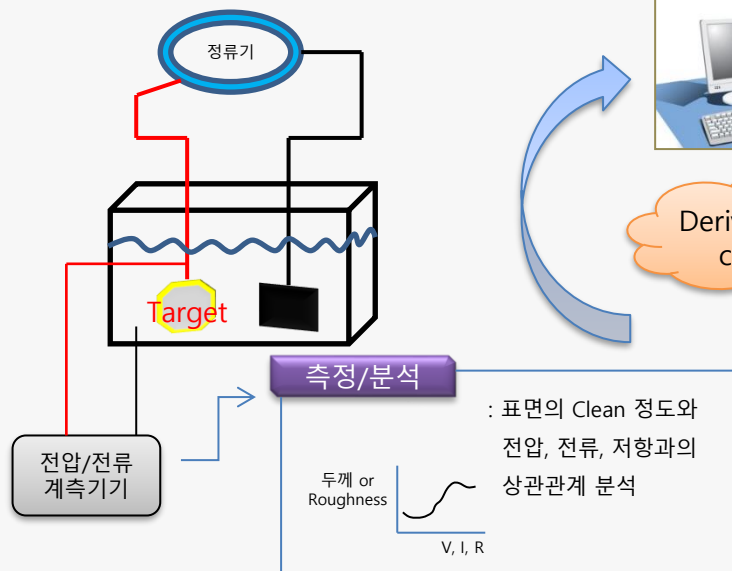 정류기
Target
전압/전류
계측기기
측정/분석
: 표면의 Clean 정도와
전압, 전류, 저항과의
상관관계 분석
두께 or
Roughness
V, I, R